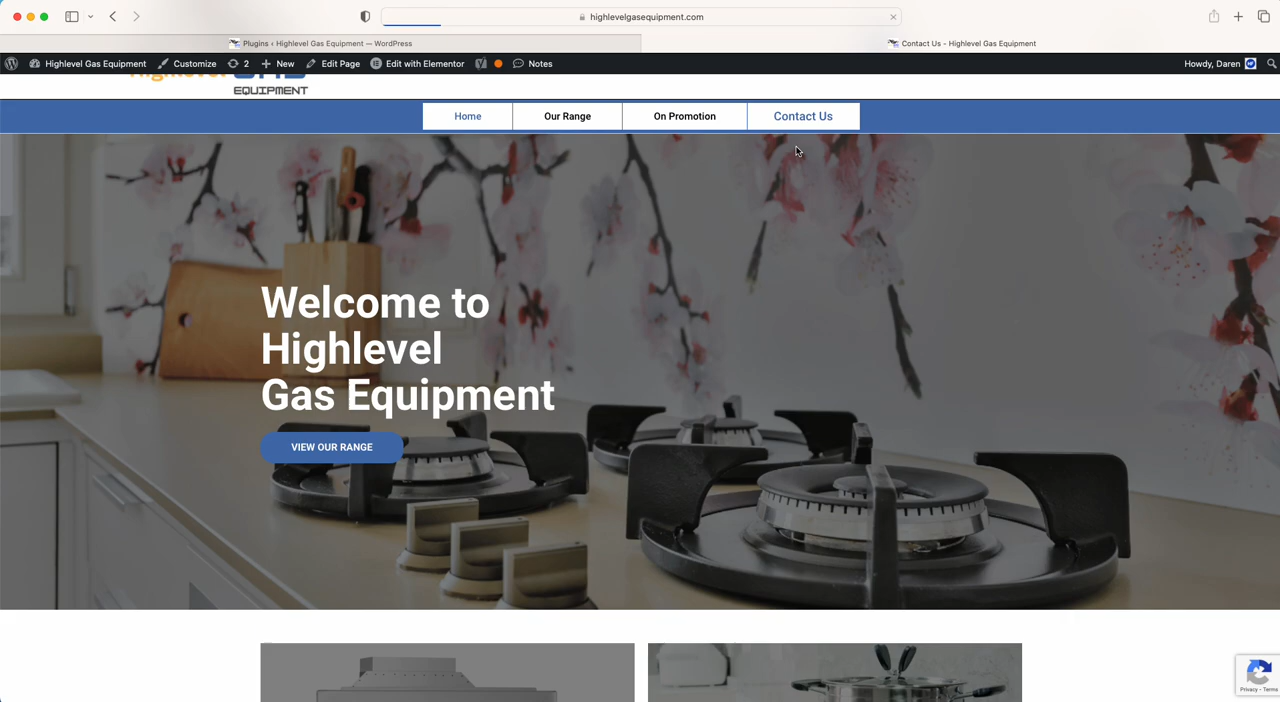 highlevelgasequipment.com
Plugins ‹ Highlevel Gas Equipment — WordPress
Contact Us - Highlevel Gas Equipment
Highlevel Gas Equipment
Customize
2
New
Edit Page
Edit with Elementor
Notes
Howdy, Daren
EQUIPMENT
Home
Our Range
On Promotion
Contact Us
Welcome to
Highlevel
Gas Equipment
VIEW OUR RANGE
Privacy - Terms